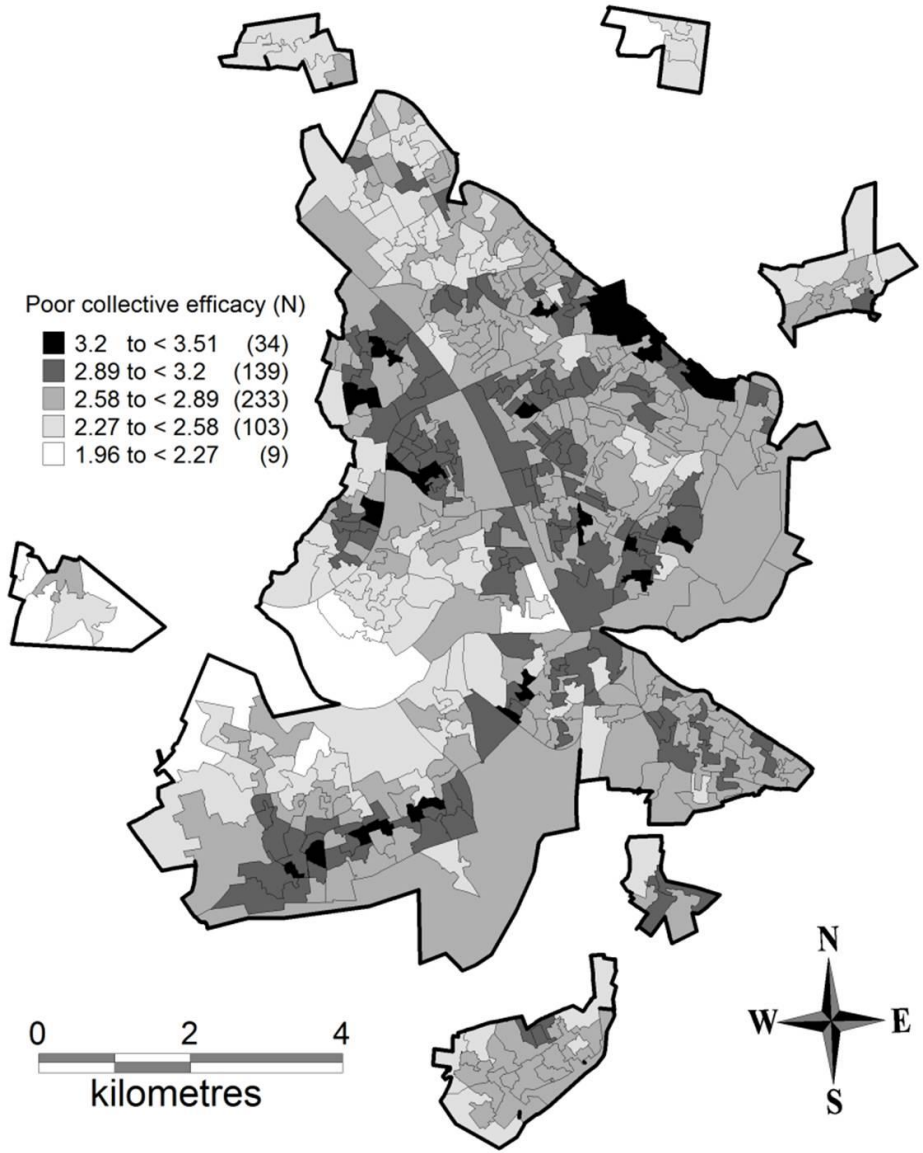 Poor collective efficacy (N)
3.2 to < 3.51 (34)
2.89 to < 3.2 (139)
2.58 to < 2.89 (233)
2.27 to < 2.58 (103)
1.96 to < 2.27 (9)
N
W E
S
0 2 4
kilometres